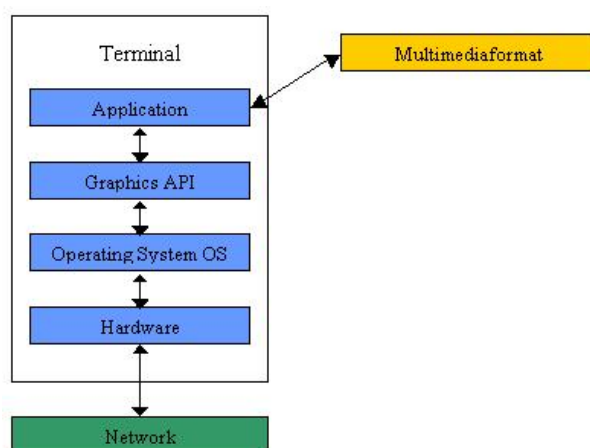 Terminal
Multimediaformat
Application
Graphics API
Operating System OS
Hardware
Network